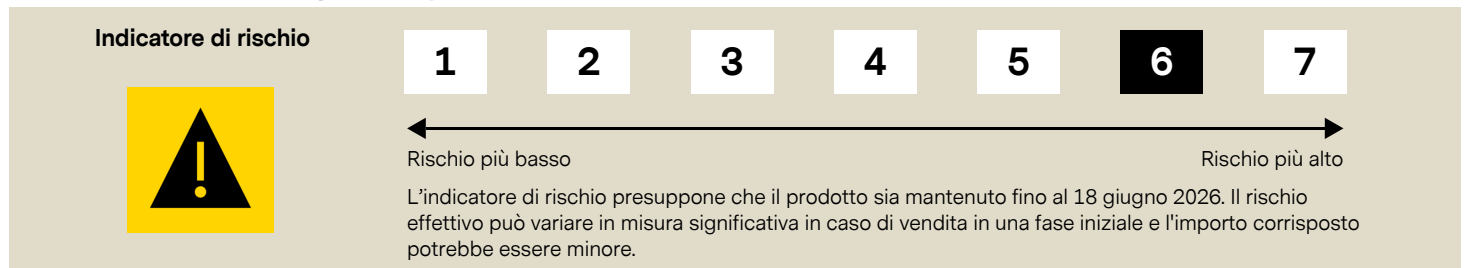 Indicatore di rischio
1 2 3 4 5 6 7
Rischio più basso Rischio più alto
L’indicatore di rischio presuppone che il prodotto sia mantenuto fino al 18 giugno 2026. Il rischio
effettivo può variare in misura significativa in caso di vendita in una fase iniziale e l'importo corrisposto
potrebbe essere minore.